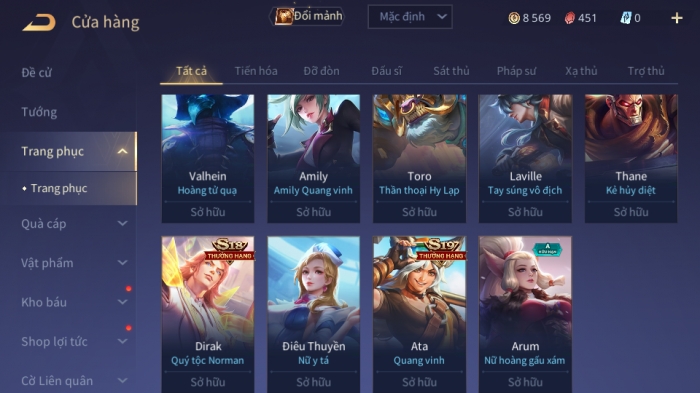 Cửa hàng
Đổi mảnh
Mặc định
8 569
451
0
Đề cử
Tướng
Trang phục
Trang phục
Quà cáp
Vật phẩm
Kho báu
Shop lợi tức
Cờ Liên quân
Tất cả Tiến hóa Đỡ đòn Đấu sĩ Sát thủ Pháp sư Xạ thủ Trợ thủ
Valhein
Hoàng tử quạ
Sở hữu
Amily
Amily Quang vinh
Sở hữu
Toro
Thần thoại Hy Lạp
Sở hữu
Laville
Tay súng vô địch
Sở hữu
Thane
Kẻ hủy diệt
Sở hữu
S18
THƯỞNG HẠNG
Dirak
Quý tộc Norman
Sở hữu
Điêu Thuyền
Nữ y tá
Sở hữu
S197
THƯỞNG HẠNG
Ata
Quang vinh
Sở hữu
A
Arum
Nữ hoàng gấu xám
Sở hữu